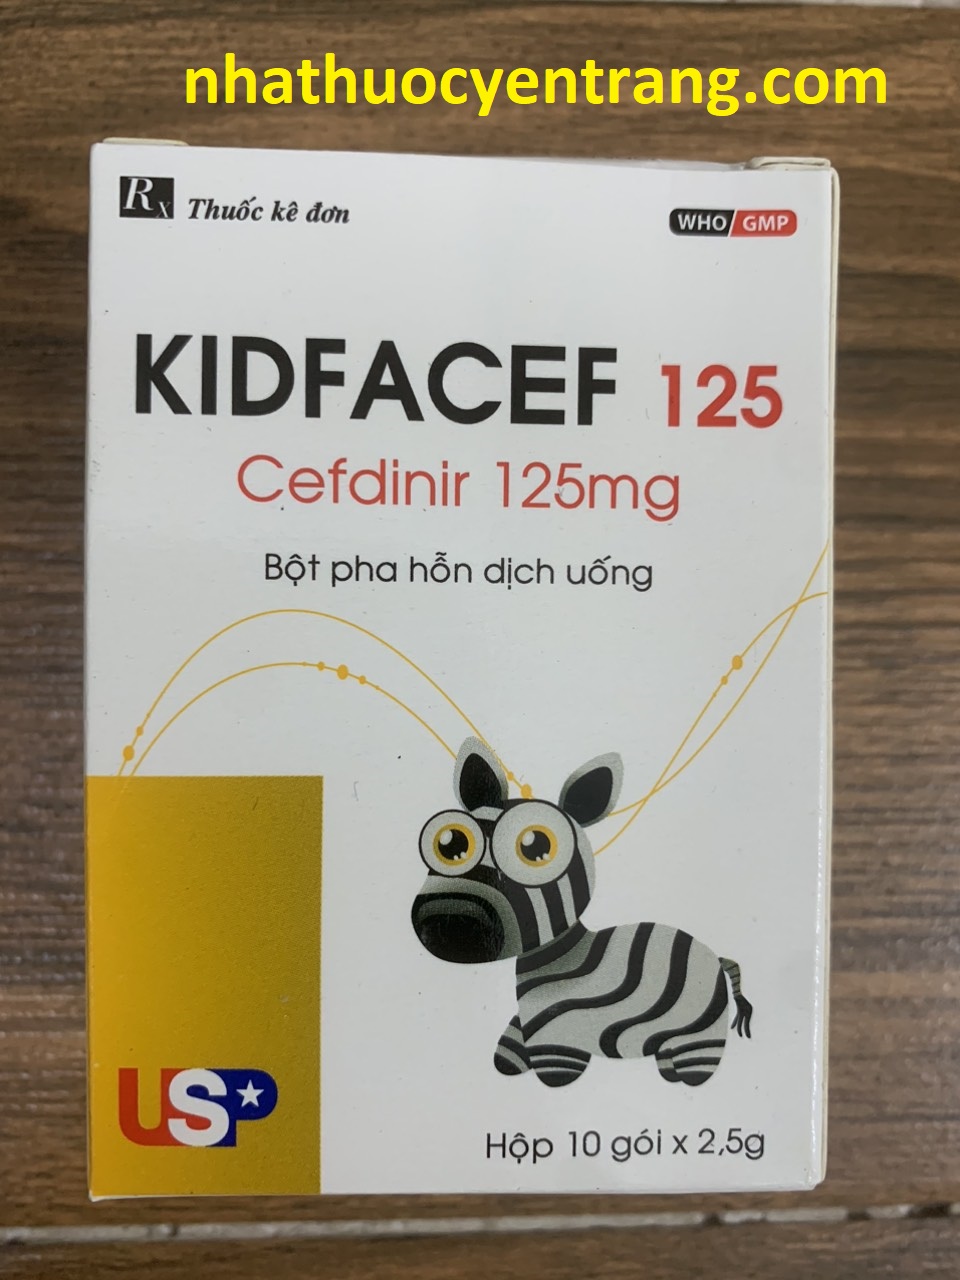 nhathuocyentrang.com
Rx Thuốc kê đơn
WHO/GMP
KIDFACEF 125
Cefdinir 125mg
Bột pha hỗn dịch uống
USP
Hộp 10 gói x 2,5g